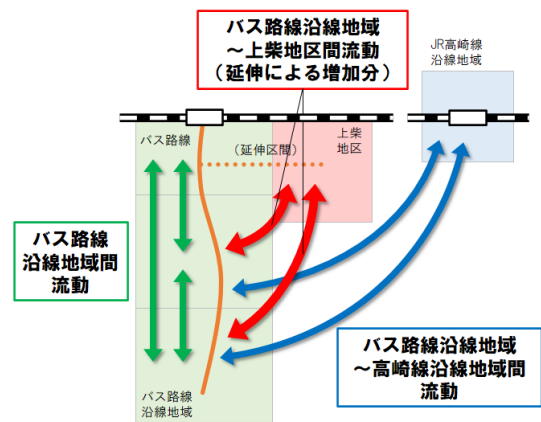 バス路線沿線地域
～上柴地区間流動
（延伸による増加分）
JR高崎線
沿線地域
バス路線
（延伸区間）
上柴
地区
バス路線
沿線地域間
流動
バス路線沿線地域
～高崎線沿線地域間
流動
バス路線
沿線地域